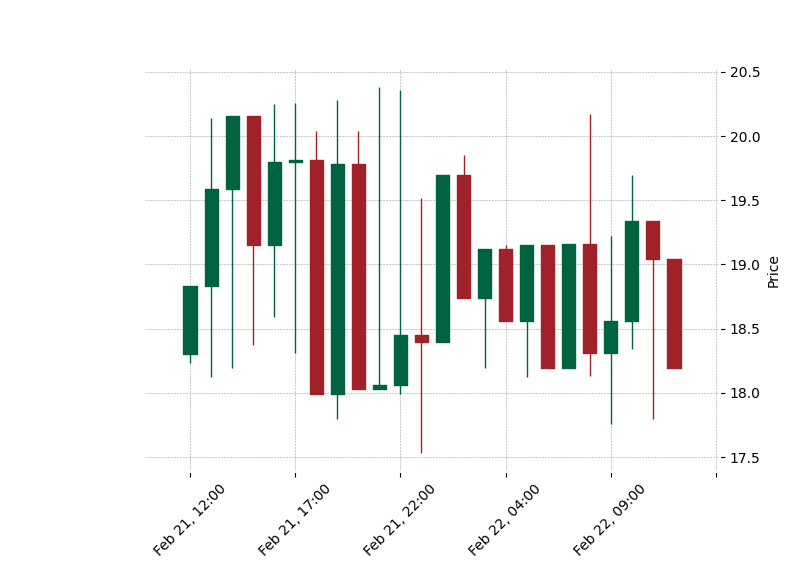 20.5
20.0
19.5
19.0
18.5
18.0
17.5
Price
Feb 21, 12:00
Feb 21, 17:00
Feb 21, 22:00
Feb 22, 04:00
Feb 22, 09:00